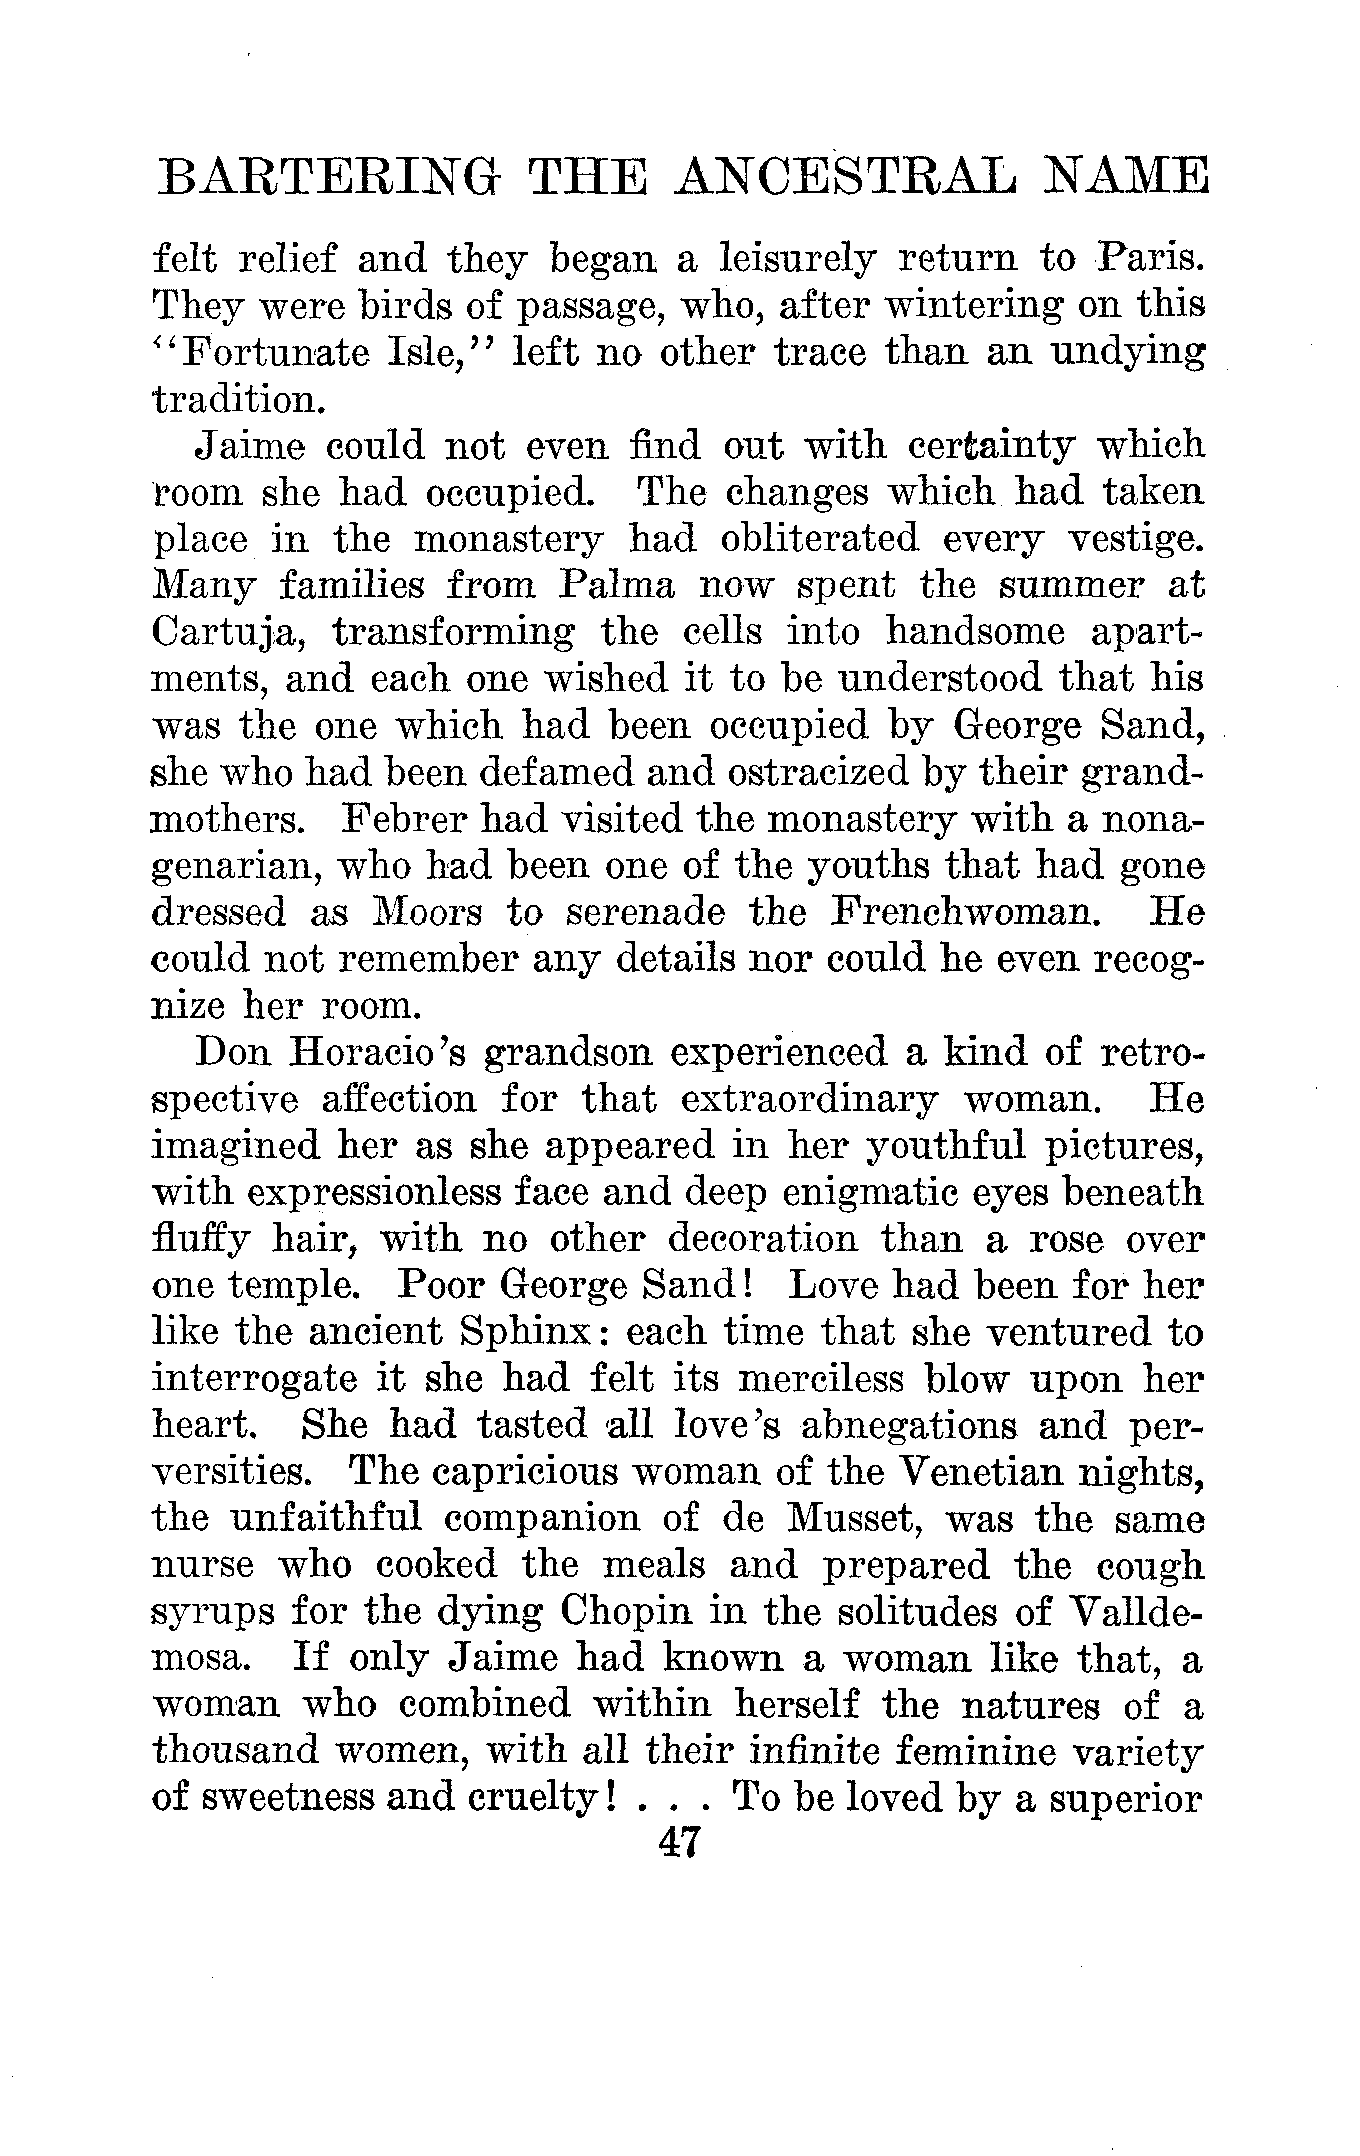 BARTERING THE ANCESTRAL NAME
felt relief and they began a leisurely return to Paris.
They were birds of passage, who, after wintering on this
"Fortunate Isle," left no other trace than an undying
tradition.
Jaime could not even find out with certainty which
room she had occupied. The changes which had taken
place in the monastery had obliterated every vestige.
Many families from Palma now spent the summer at
Cartuja, transforming the cells into handsome apart-
ments, and each one wished it to be understood that his
was the one which had been occupied by George Sand,
she who had been defamed and ostracized by their grand-
mothers. Febrer had visited the monastery with a nona-
genarian, who had been one of the youths that had gone
dressed as Moors to serenade the Frenchwoman. He
could not remember any details nor could he even recog-
nize her room.
Don Horacio's grandson experienced a kind of retro-
spective affection for that extraordinary woman. He
imagined her as she appeared in her youthful pictures,
with expressionless face and deep enigmatic eyes beneath
fluffy hair, with no other decoration than a rose over
one temple. Poor George Sand! Love had been for her
like the ancient Sphinx: each time that she ventured to
interrogate it she had felt its merciless blow upon her
heart. She had tasted all love's abnegations and per-
versities. The capricious woman of the Venetian nights,
the unfaithful companion of de Musset, was the same
nurse who cooked the meals and prepared the cough
syrups for the dying Chopin in the solitudes of Vallde-
mosa. If only Jaime had known a woman like that, a
woman who combined within herself the natures of a
thousand women, with all their infinite feminine variety
of sweetness and cruelty! . . . To be loved by a superior
47